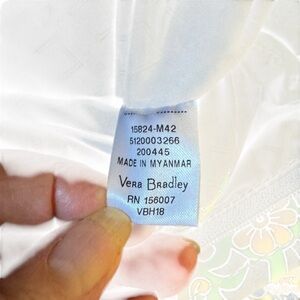 15824-M42
5120003266
200445
MADE IN MYANMAR
Vera Bradley
RN 156007
VBH18